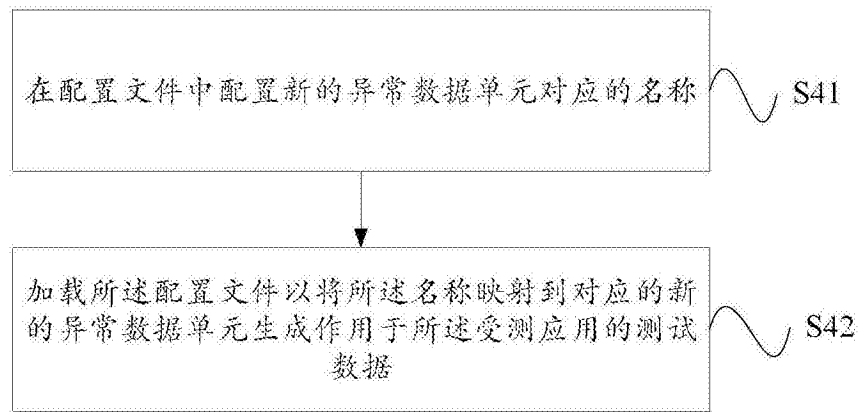 在配置文件中配置新的异常数据单元对应的名称
S41
加载所述配置文件以将所述名称映射到对应的新
的异常数据单元生成作用于所述受测应用的测试
数据
S42